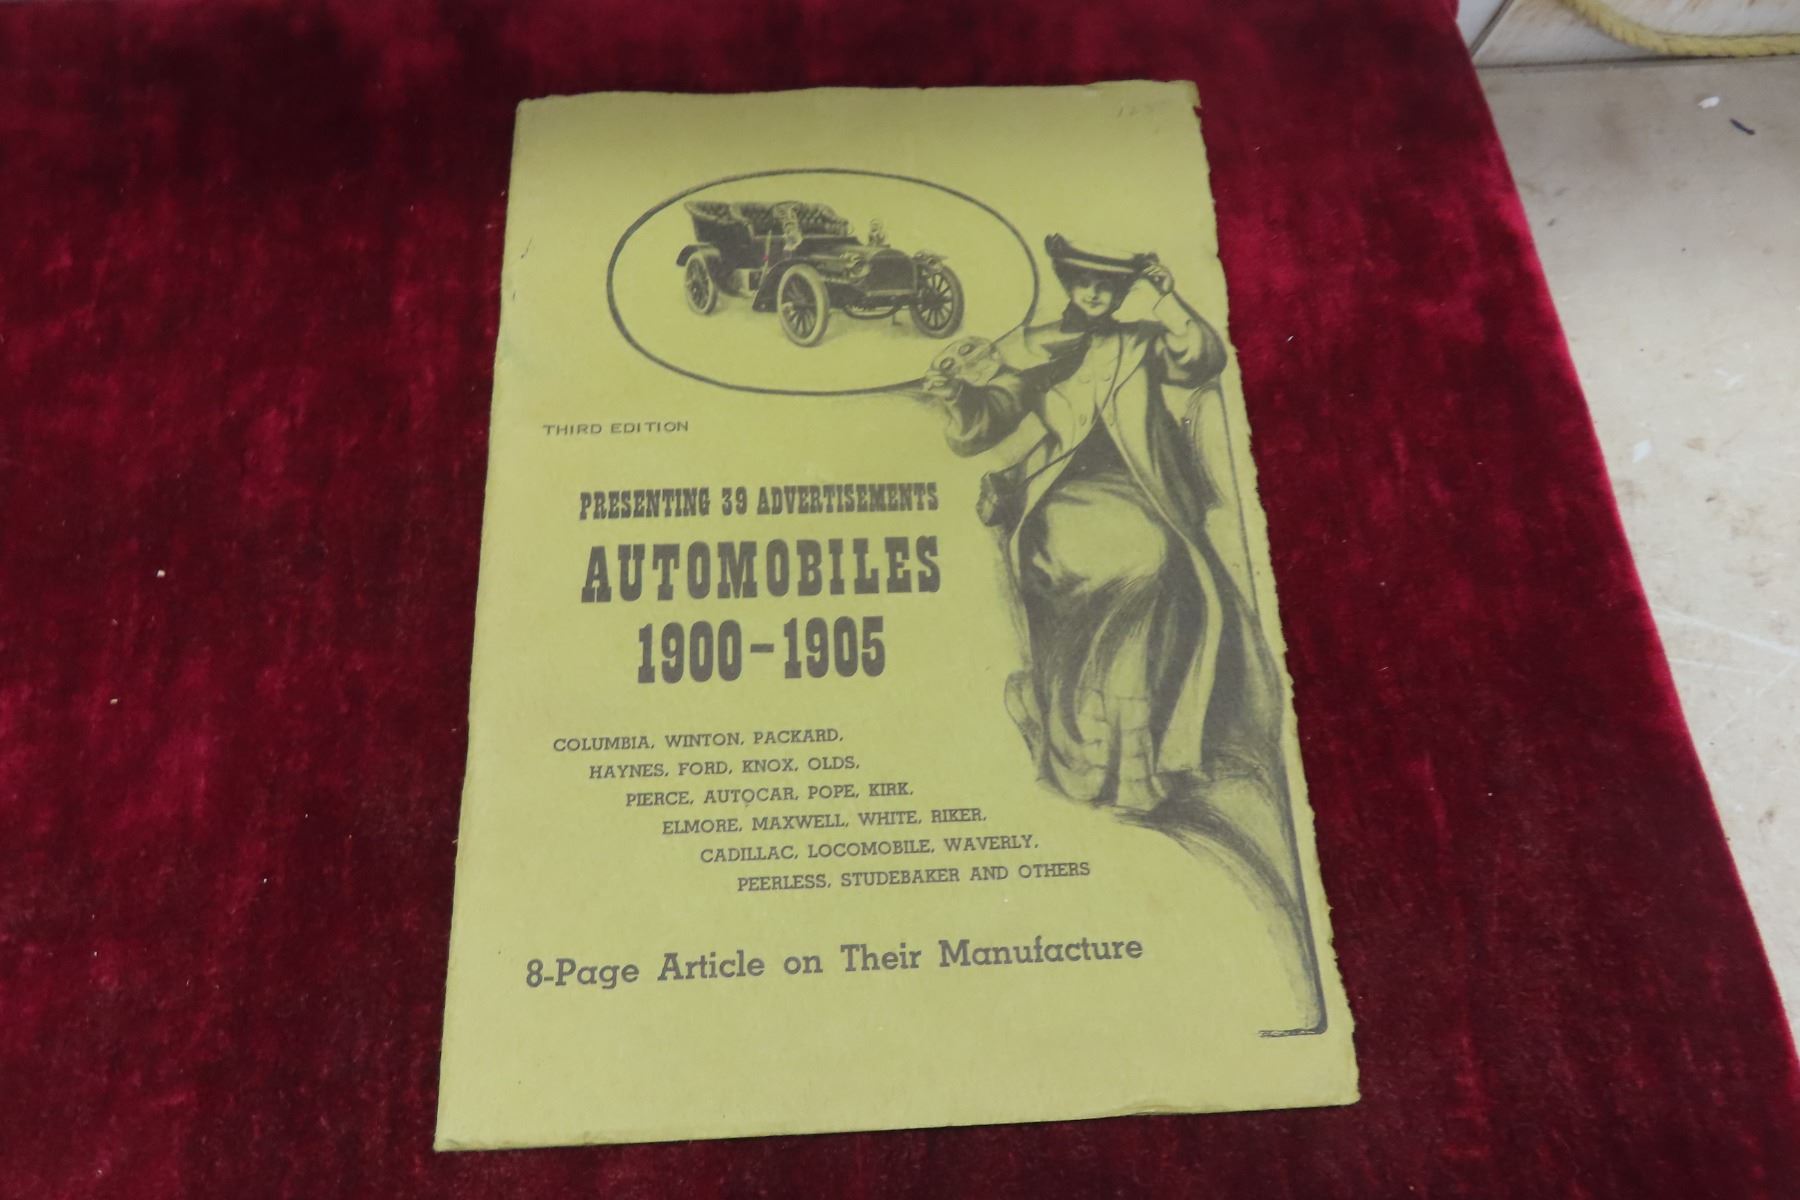 THIRD EDITION
PRESENTING 39 ADVERTISEMENTS
AUTOMOBILES
1900-1905
COLUMBIA, WINTON, PACKARD,
HAYNES, FORD, KNOX, OLDS,
PIERCE, AUTOCAR, POPE, KIRK,
ELMORE, MAXWELL, WHITE, RIKER,
CADILLAC, LOCOMOBILE, WAVERLY,
PEERLESS, STUDEBAKER AND OTHERS
8-Page Article on Their Manufacture